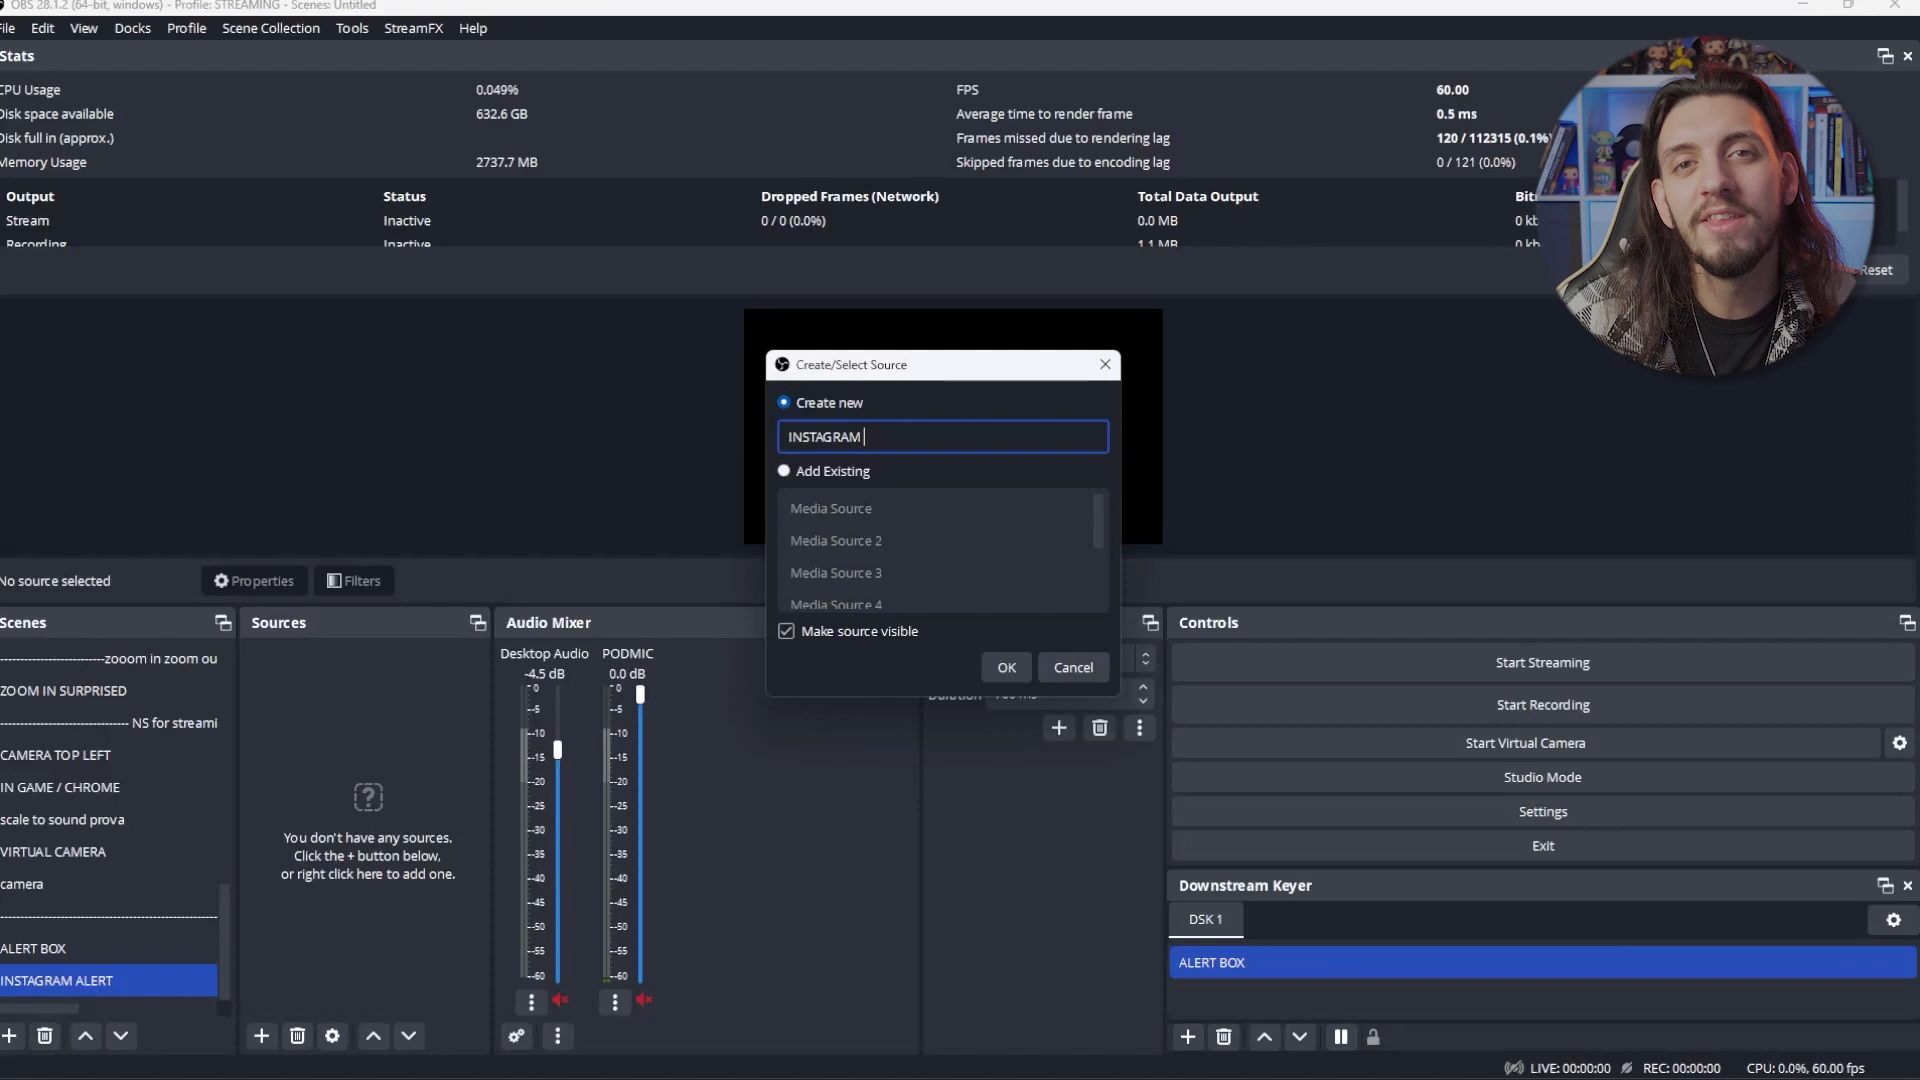 OBS 28.1.2 (64-bit, windows) - Profile: STREAMING - Scenes: Untitled
File Edit View Docks Profile Scene Collection Tools StreamFX Help
Stats
CPU Usage 0.049% FPS 60.00
Disk space available 632.6 GB Average time to render frame 0.5 ms
Disk full in (approx.) Frames missed due to rendering lag 120 / 112315 (0.1%)
Memory Usage 2737.7 MB Skipped frames due to encoding lag 0 / 121 (0.0%)
Output Status Dropped Frames (Network) Total Data Output Bit
Stream Inactive 0 / 0 (0.0%) 0.0 MB 0 kb
Recording Inactive 1.1 MB 0 kb
Reset
Create/Select Source
Create new
INSTAGRAM
Add Existing
Media Source
Media Source 2
Media Source 3
Media Source 4
Make source visible
OK Cancel
No source selected Properties Filters
Scenes
--------------------------zooom in zoom ou
ZOOM IN SURPRISED
-------------------------------- NS for streami
CAMERA TOP LEFT
IN GAME / CHROME
scale to sound prova
VIRTUAL CAMERA
camera
------------------------------------------------------
ALERT BOX
INSTAGRAM ALERT
Sources
You don't have any sources.
Click the + button below,
or right click here to add one.
Audio Mixer
Desktop Audio PODMIC
-4.5 dB 0.0 dB
-0 -0
-5 -5
-10 -10
-15 -15
-20 -20
-25 -25
-30 -30
-35 -35
-40 -40
-45 -45
-50 -50
-55 -55
-60 -60
Duration
Controls
Start Streaming
Start Recording
Start Virtual Camera
Studio Mode
Settings
Exit
Downstream Keyer
DSK 1
ALERT BOX
LIVE: 00:00:00 REC: 00:00:00 CPU: 0.0%, 60.00 fps